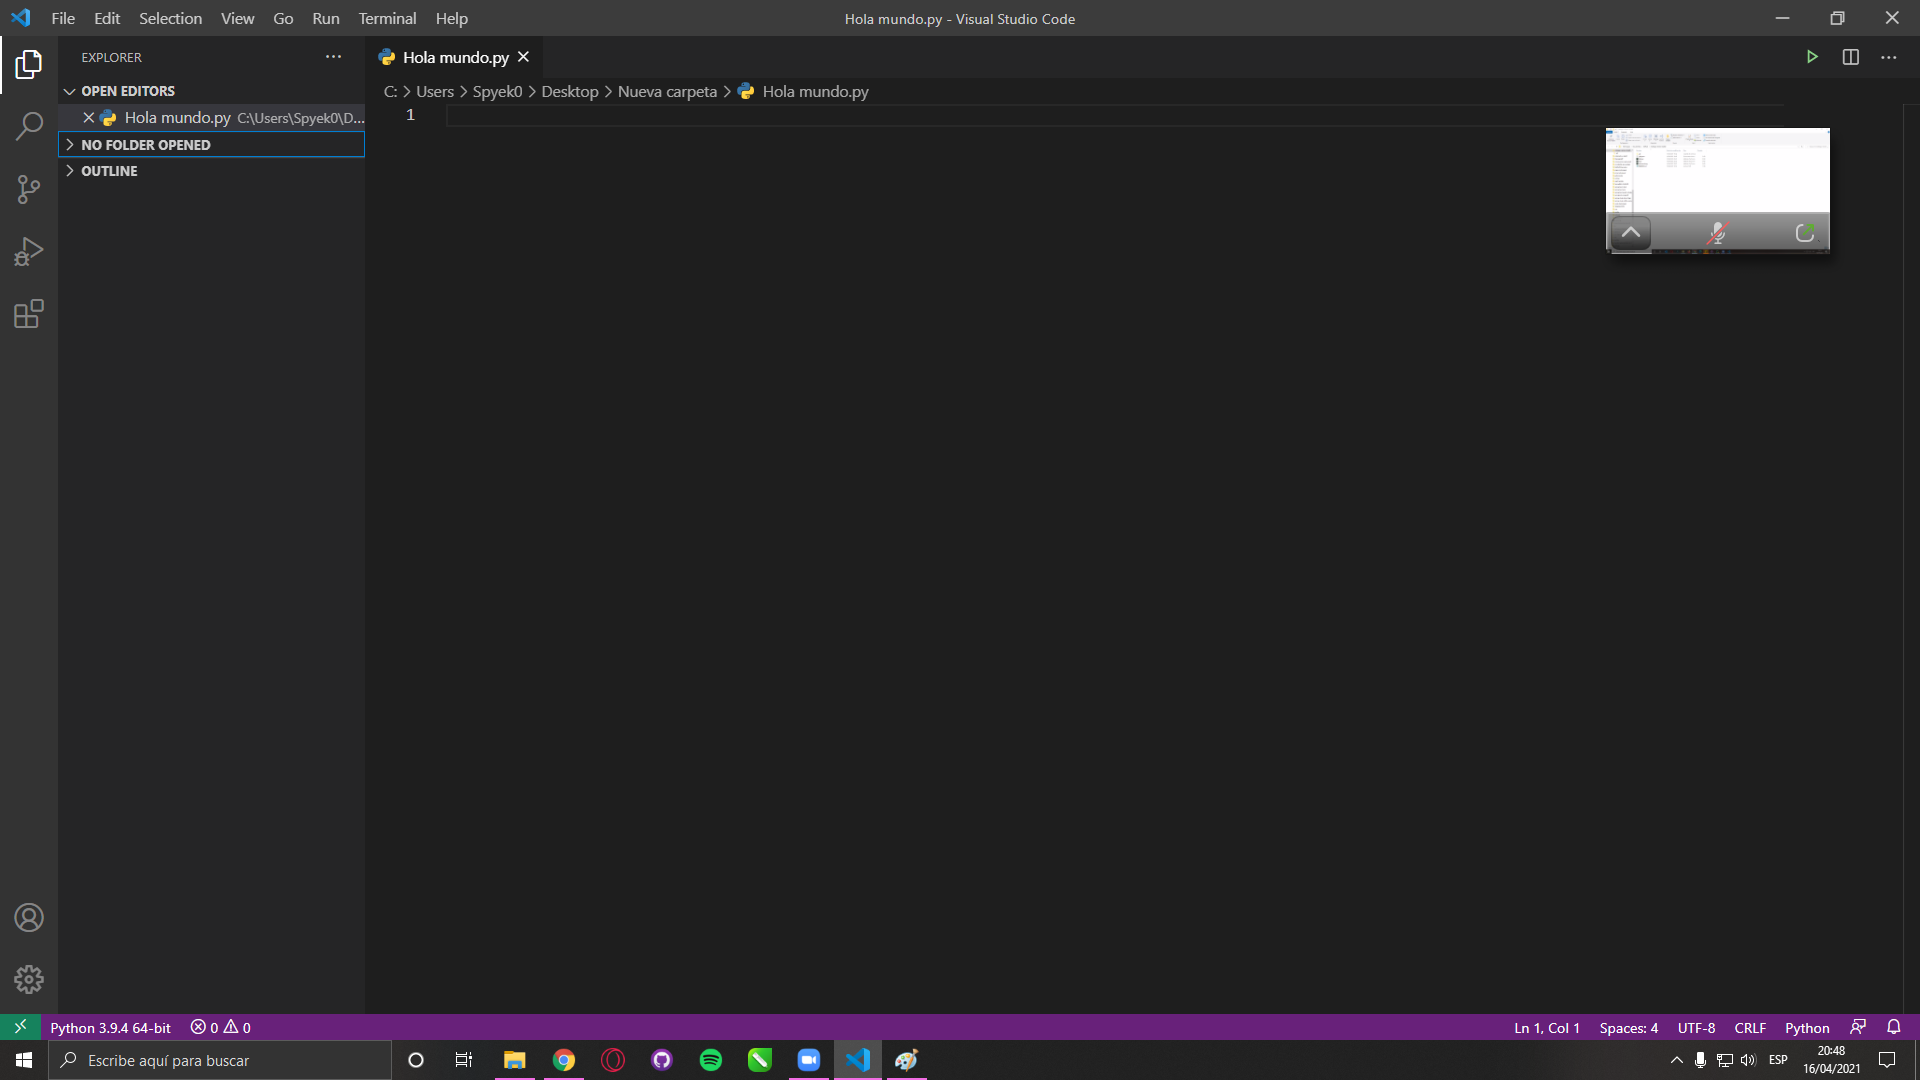 File Edit Selection View Go Run Terminal Help
Hola mundo.py - Visual Studio Code
EXPLORER
OPEN EDITORS
Hola mundo.py C:\Users\Spyek0\D...
NO FOLDER OPENED
OUTLINE
Hola mundo.py
C: > Users > Spyek0 > Desktop > Nueva carpeta > Hola mundo.py
1
Python 3.9.4 64-bit 0 0
Ln 1, Col 1 Spaces: 4 UTF-8 CRLF Python
Escribe aquí para buscar
ESP
20:48
16/04/2021